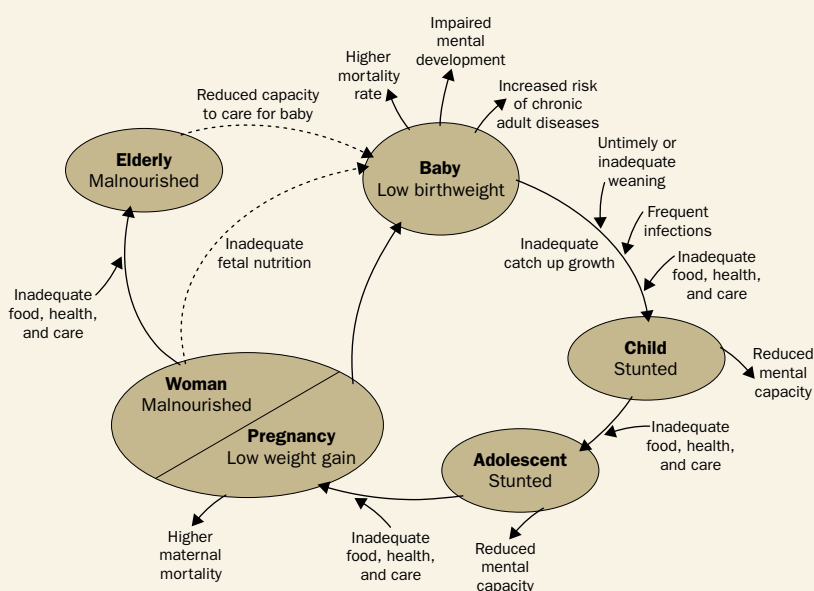 Impaired
mental
development
Higher
mortality
rate
Increased risk
of chronic
adult diseases
Reduced capacity
to care for baby
Elderly
Malnourished
Baby
Low birthweight
Untimely or
inadequate
weaning
Frequent
infections
Inadequate
catch up growth
Inadequate
food, health,
and care
Inadequate
fetal nutrition
Inadequate
food, health,
and care
Child
Stunted
Reduced
mental
capacity
Woman
Malnourished
Pregnancy
Low weight gain
Inadequate
food, health,
and care
Adolescent
Stunted
Higher
maternal
mortality
Inadequate
food, health,
and care
Reduced
mental
capacity